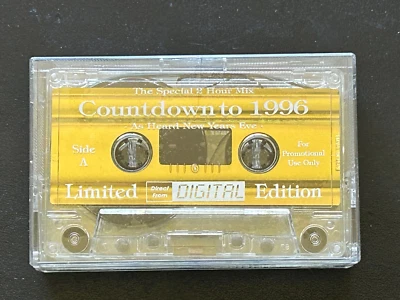 The Special 2 Hour Mix
Countdown to 1996
As Heard New Years Eve
Side
A
For
Promotional
Use Only
Limited
Direct
From
DIGITAL
Edition